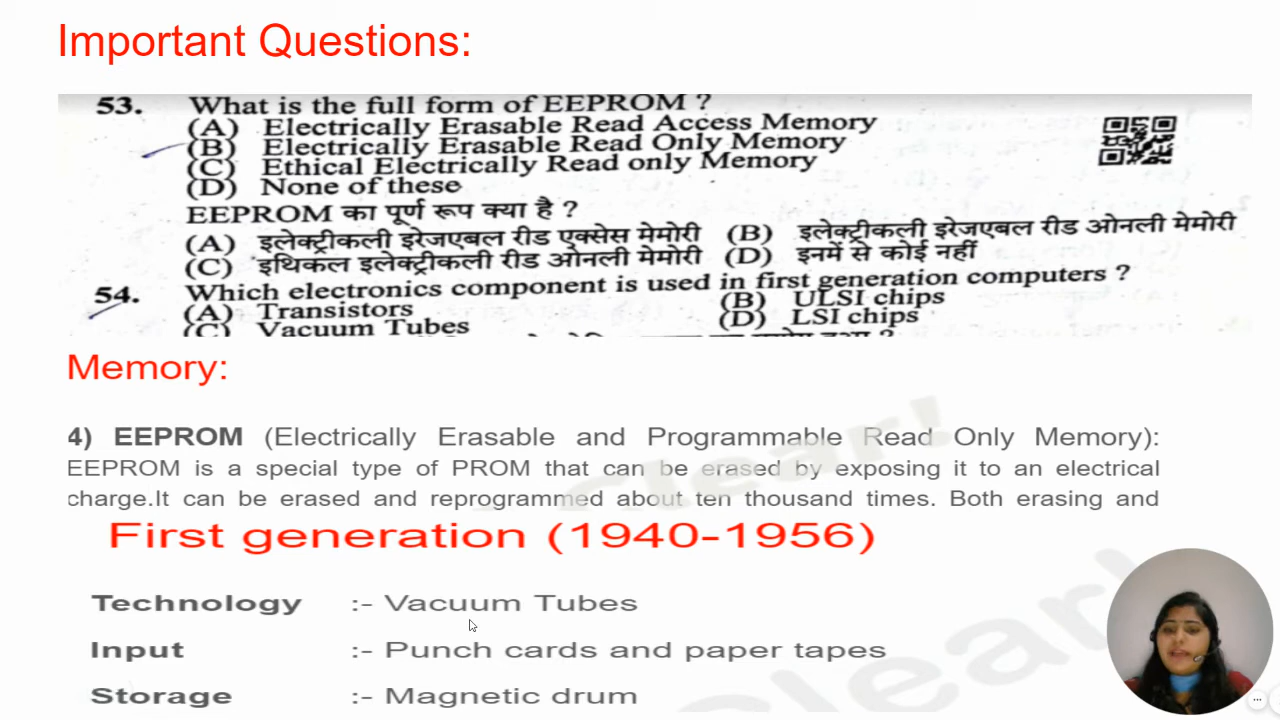 Important Questions:
53. What is the full form of EEPROM ?
(A) Electrically Erasable Read Access Memory
(B) Electrically Erasable Read Only Memory
(C) Ethical Electrically Read only Memory
(D) None of these
EEPROM का पूर्ण रूप क्या है ?
(A) इलेक्ट्रीकली इरेजएबल रीड एक्सेस मेमोरी (B) इलेक्ट्रीकली इरेजएबल रीड ओनली मेमोरी
(C) इथिकल इलेक्ट्रीकली रीड ओनली मेमोरी (D) इनमें से कोई नहीं
54. Which electronics component is used in first generation computers ?
(A) Transistors (B) ULSI chips
(C) Vacuum Tubes (D) LSI chips
Memory:
4) EEPROM (Electrically Erasable and Programmable Read Only Memory):
EEPROM is a special type of PROM that can be erased by exposing it to an electrical
charge.It can be erased and reprogrammed about ten thousand times. Both erasing and
First generation (1940-1956)
Technology :- Vacuum Tubes
Input :- Punch cards and paper tapes
Storage :- Magnetic drum